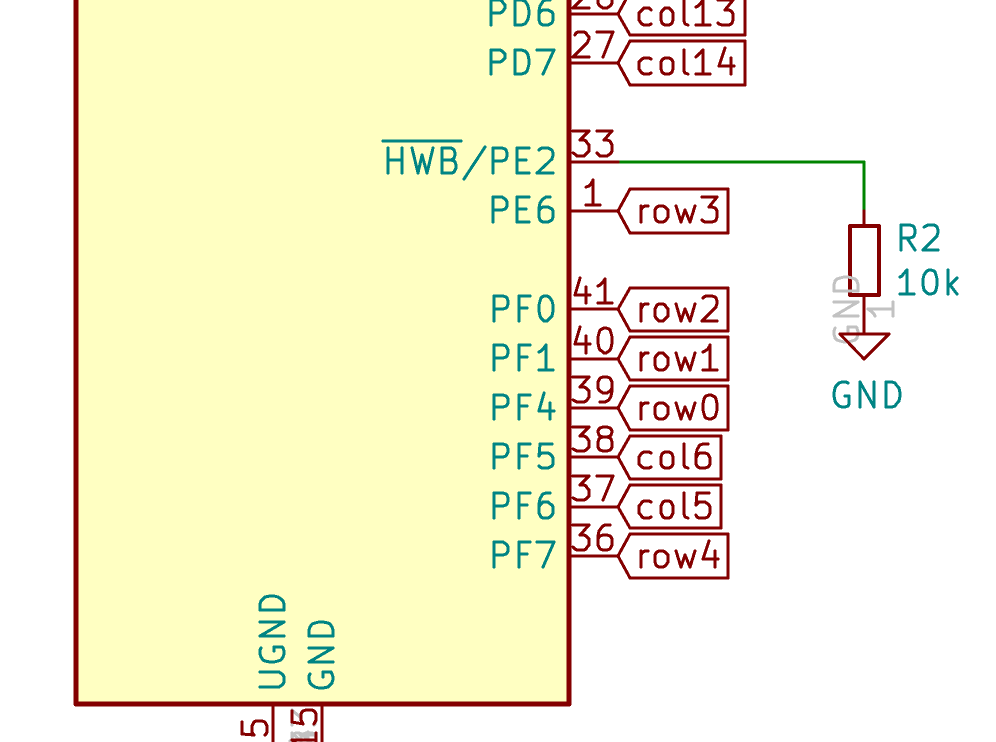 PD6 col13
PD7 27 col14
HWB/PE2 33
PE6 1 row3
R2
10k
GND 1
GND
PF0 41 row2
PF1 40 row1
PF4 39 row0
PF5 38 col6
PF6 37 col5
PF7 36 row4
UGND
GND
5
15